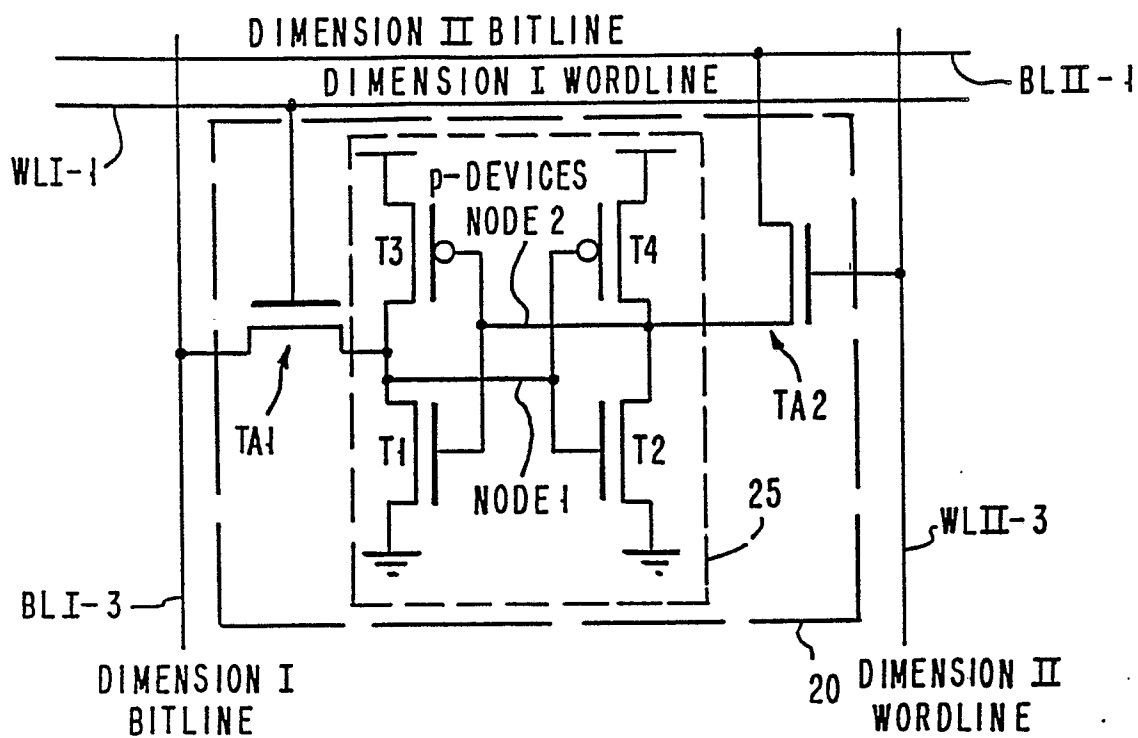 DIMENSION II BITLINE
DIMENSION I WORDLINE
BLII-1
WLI-1
p-DEVICES
NODE 2
T3
T4
TA1
TA2
T1
T2
NODE 1
25
WLII-3
BLI-3
20
DIMENSION I
BITLINE
DIMENSION II
WORDLINE